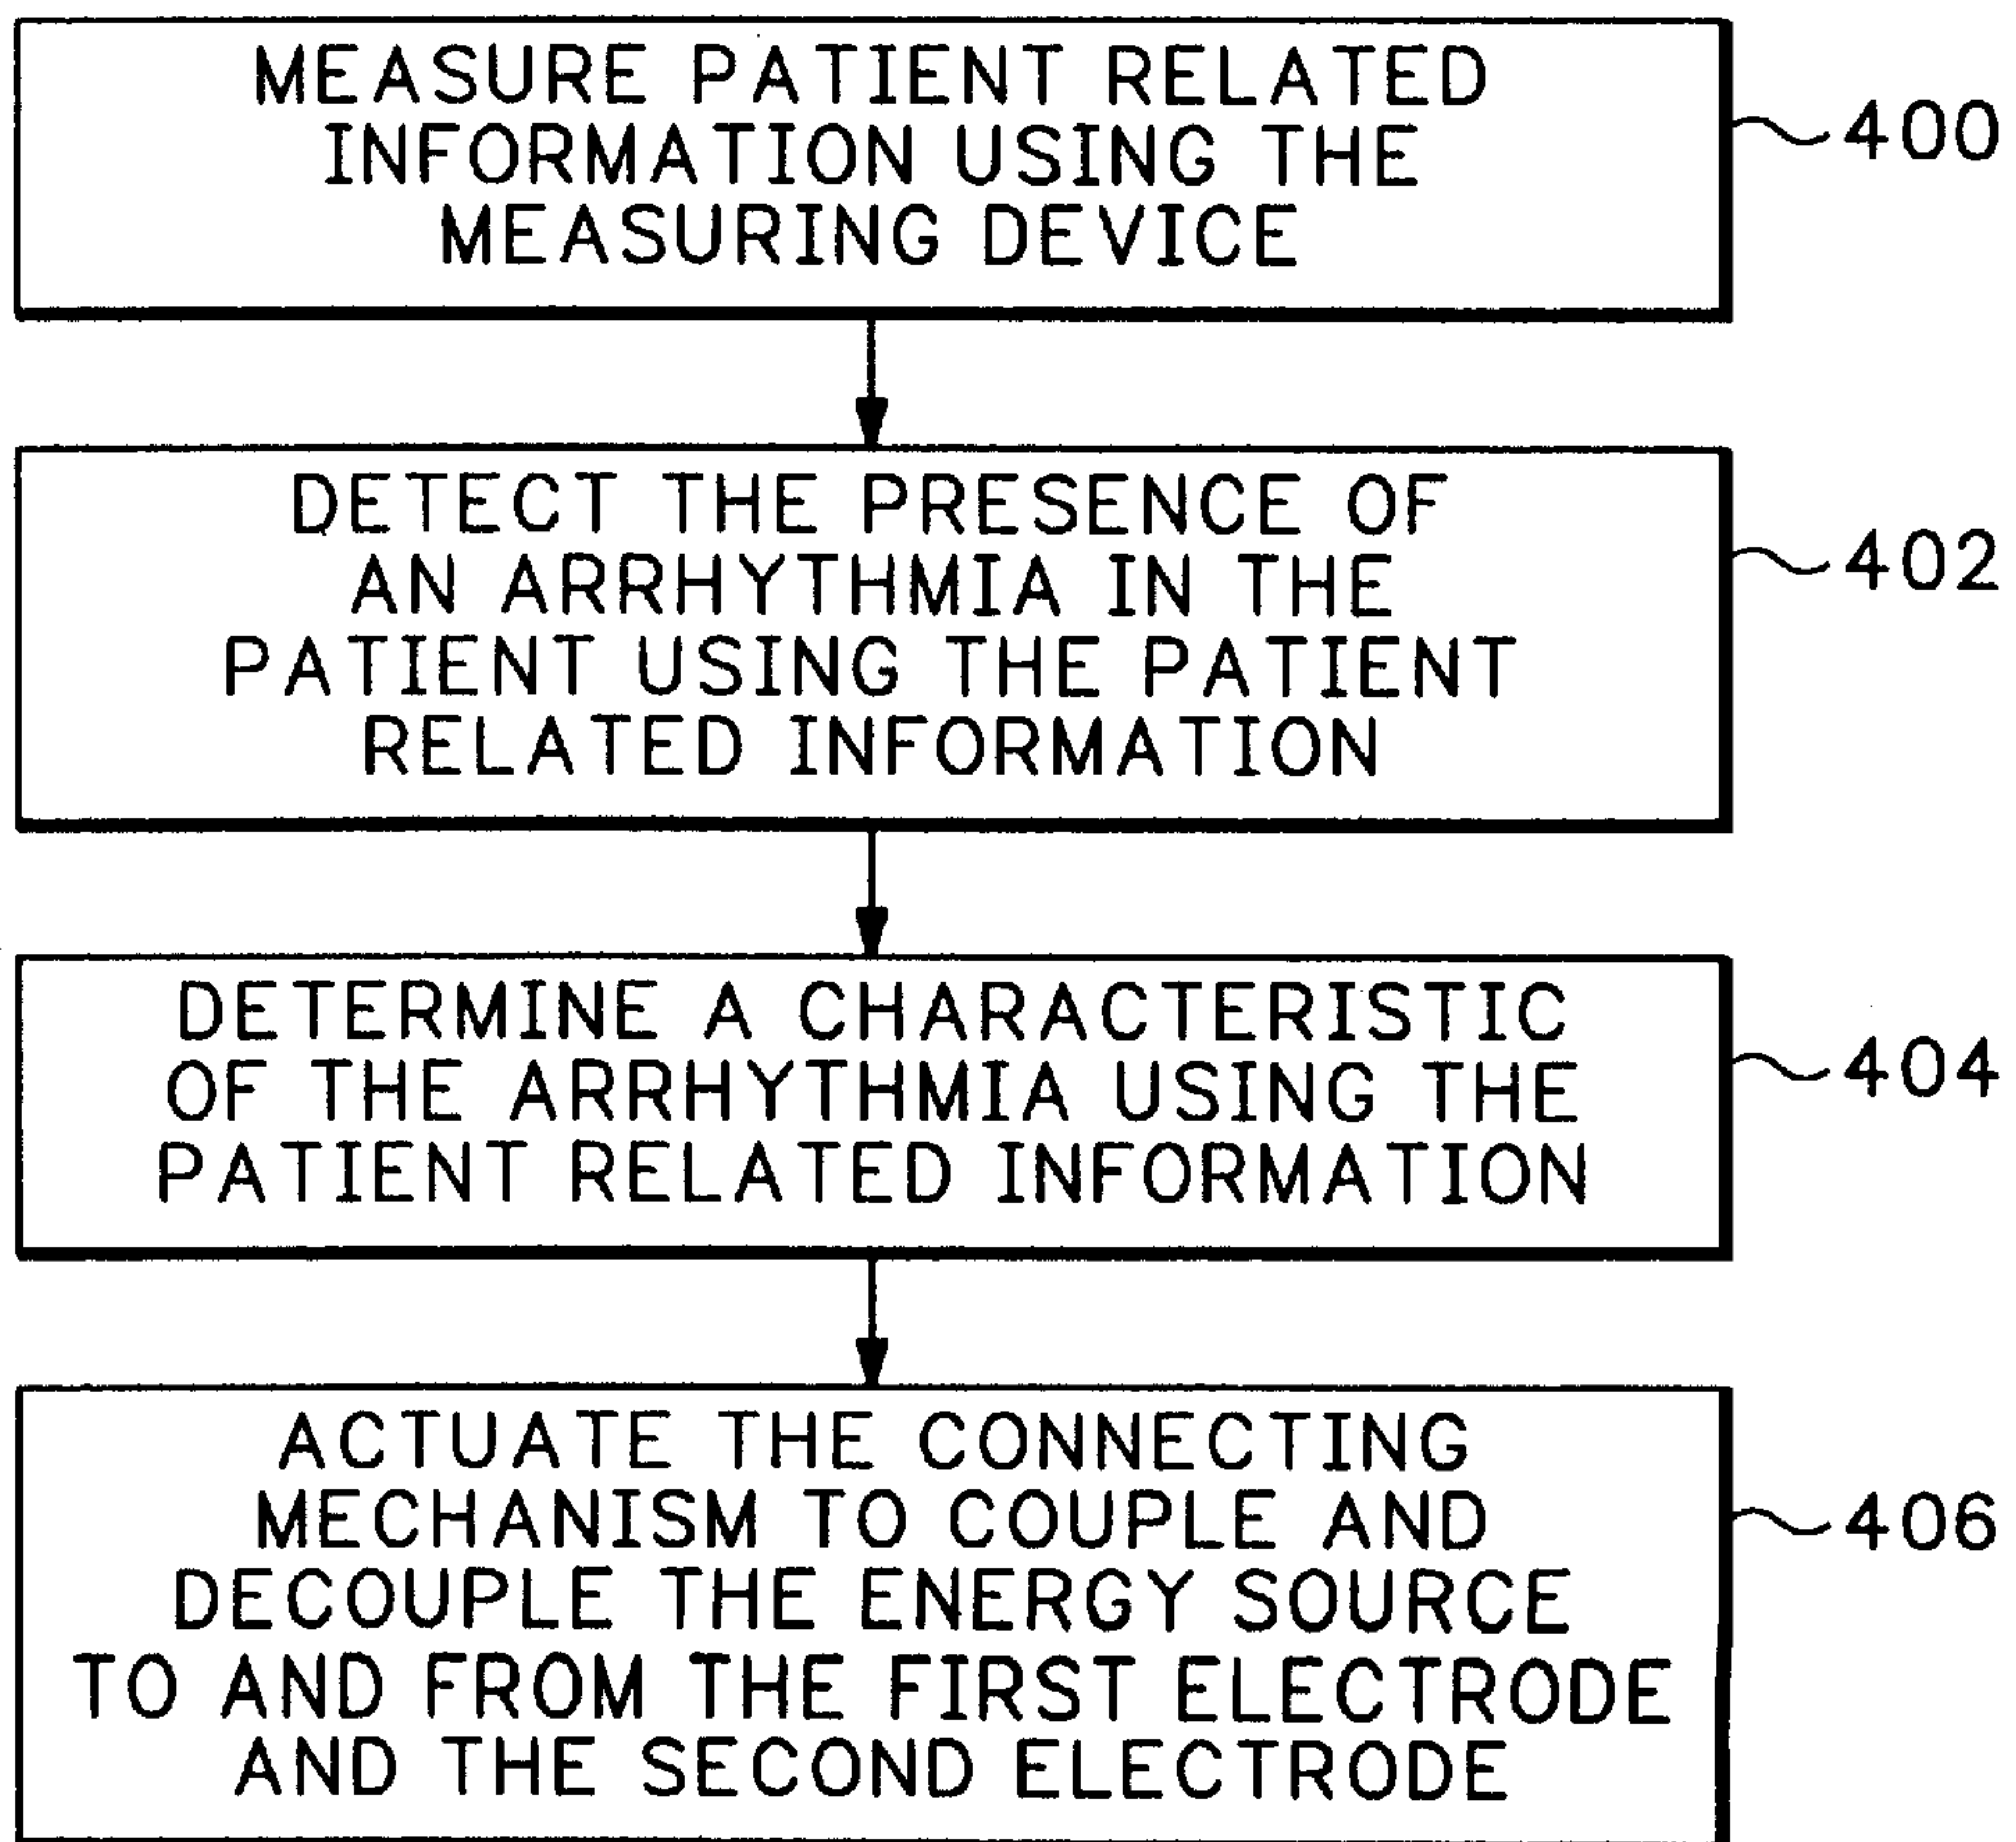 MEASURE PATIENT RELATED
INFORMATION USING THE
MEASURING DEVICE
400
DETECT THE PRESENCE OF
AN ARRHYTHMIA IN THE
PATIENT USING THE PATIENT
RELATED INFORMATION
402
DETERMINE A CHARACTERISTIC
OF THE ARRHYTHMIA USING THE
PATIENT RELATED INFORMATION
404
ACTUATE THE CONNECTING
MECHANISM TO COUPLE AND
DECOUPLE THE ENERGY SOURCE
TO AND FROM THE FIRST ELECTRODE
AND THE SECOND ELECTRODE
406